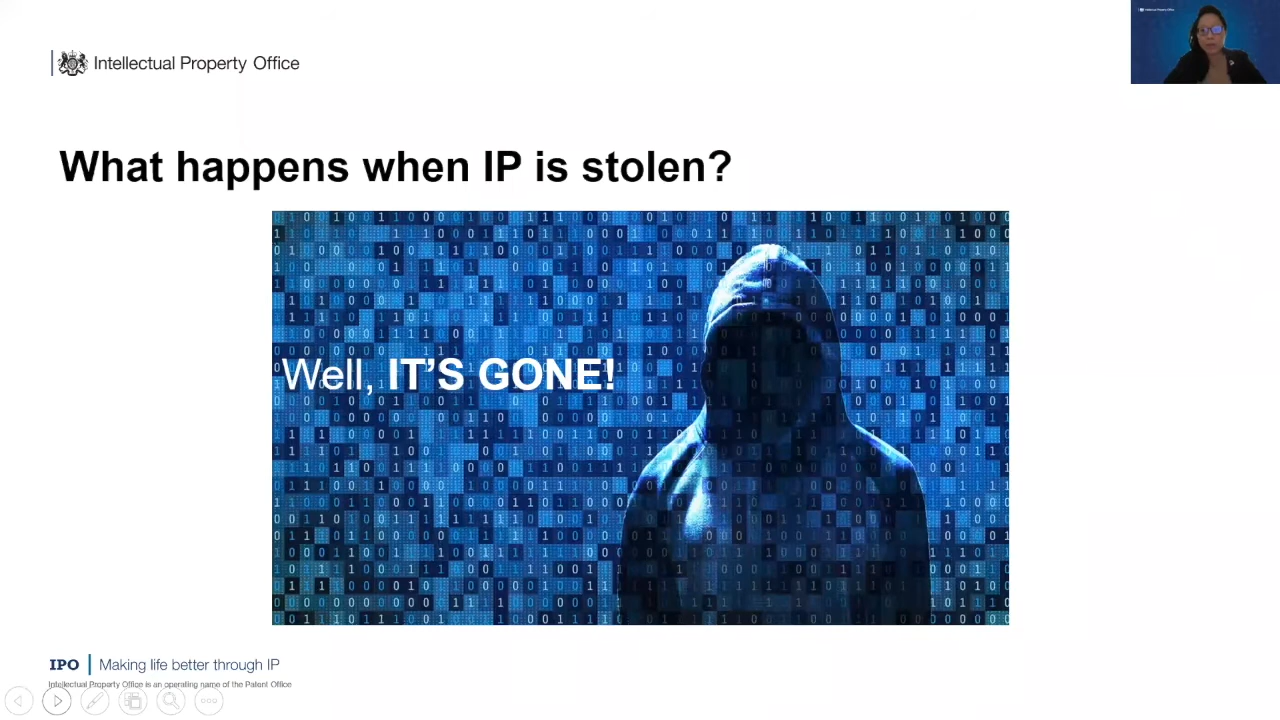 Intellectual Property Office
What happens when IP is stolen?
Well, IT'S GONE!
IPO | Making life better through IP
Intellectual Property Office is an operating name of the Patent Office